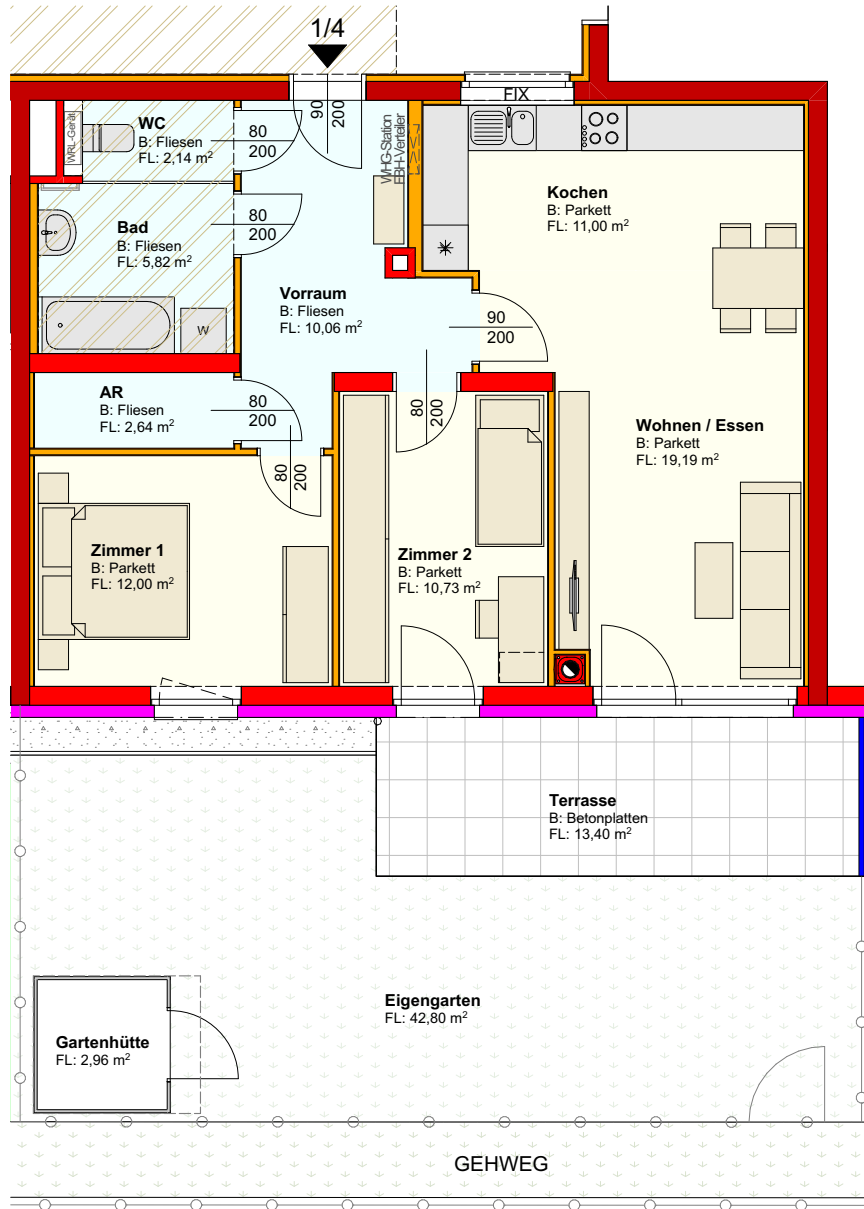 1/4
FIX
90
200
WC
B: Fliesen
FL: 2,14 m²
WRL-Gerät
80
200
WHG-Station
FBH-Verteiler
Kochen
B: Parkett
FL: 11,00 m²
Bad
B: Fliesen
FL: 5,82 m²
80
200
W
Vorraum
B: Fliesen
FL: 10,06 m²
90
200
AR
B: Fliesen
FL: 2,64 m²
80
200
80
200
80
200
Wohnen / Essen
B: Parkett
FL: 19,19 m²
Zimmer 1
B: Parkett
FL: 12,00 m²
Zimmer 2
B: Parkett
FL: 10,73 m²
Terrasse
B: Betonplatten
FL: 13,40 m²
Eigengarten
FL: 42,80 m²
Gartenhütte
FL: 2,96 m²
GEHWEG